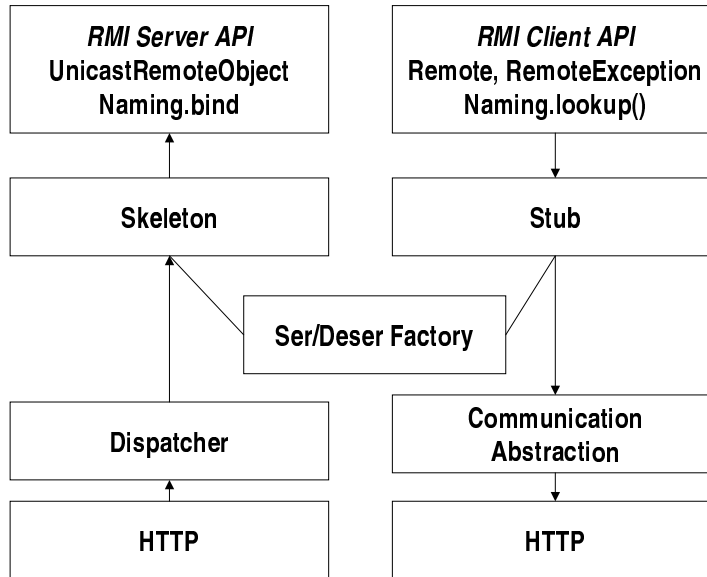 RMI Server API
UnicastRemoteObject
Naming.bind
RMI Client API
Remote, RemoteException
Naming.lookup()
Skeleton
Stub
Ser/Deser Factory
Dispatcher
Communication
Abstraction
HTTP
HTTP